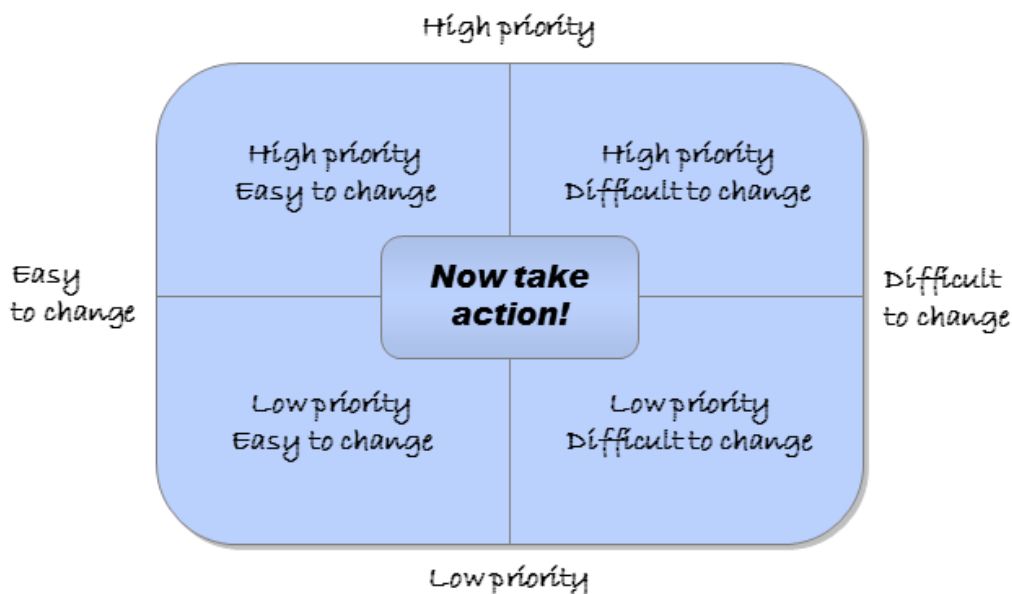 High priority
High priority
Easy to change
High priority
Difficult to change
Easy
to change
Now take
action!
Difficult
to change
Low priority
Easy to change
Low priority
Difficult to change
Low priority